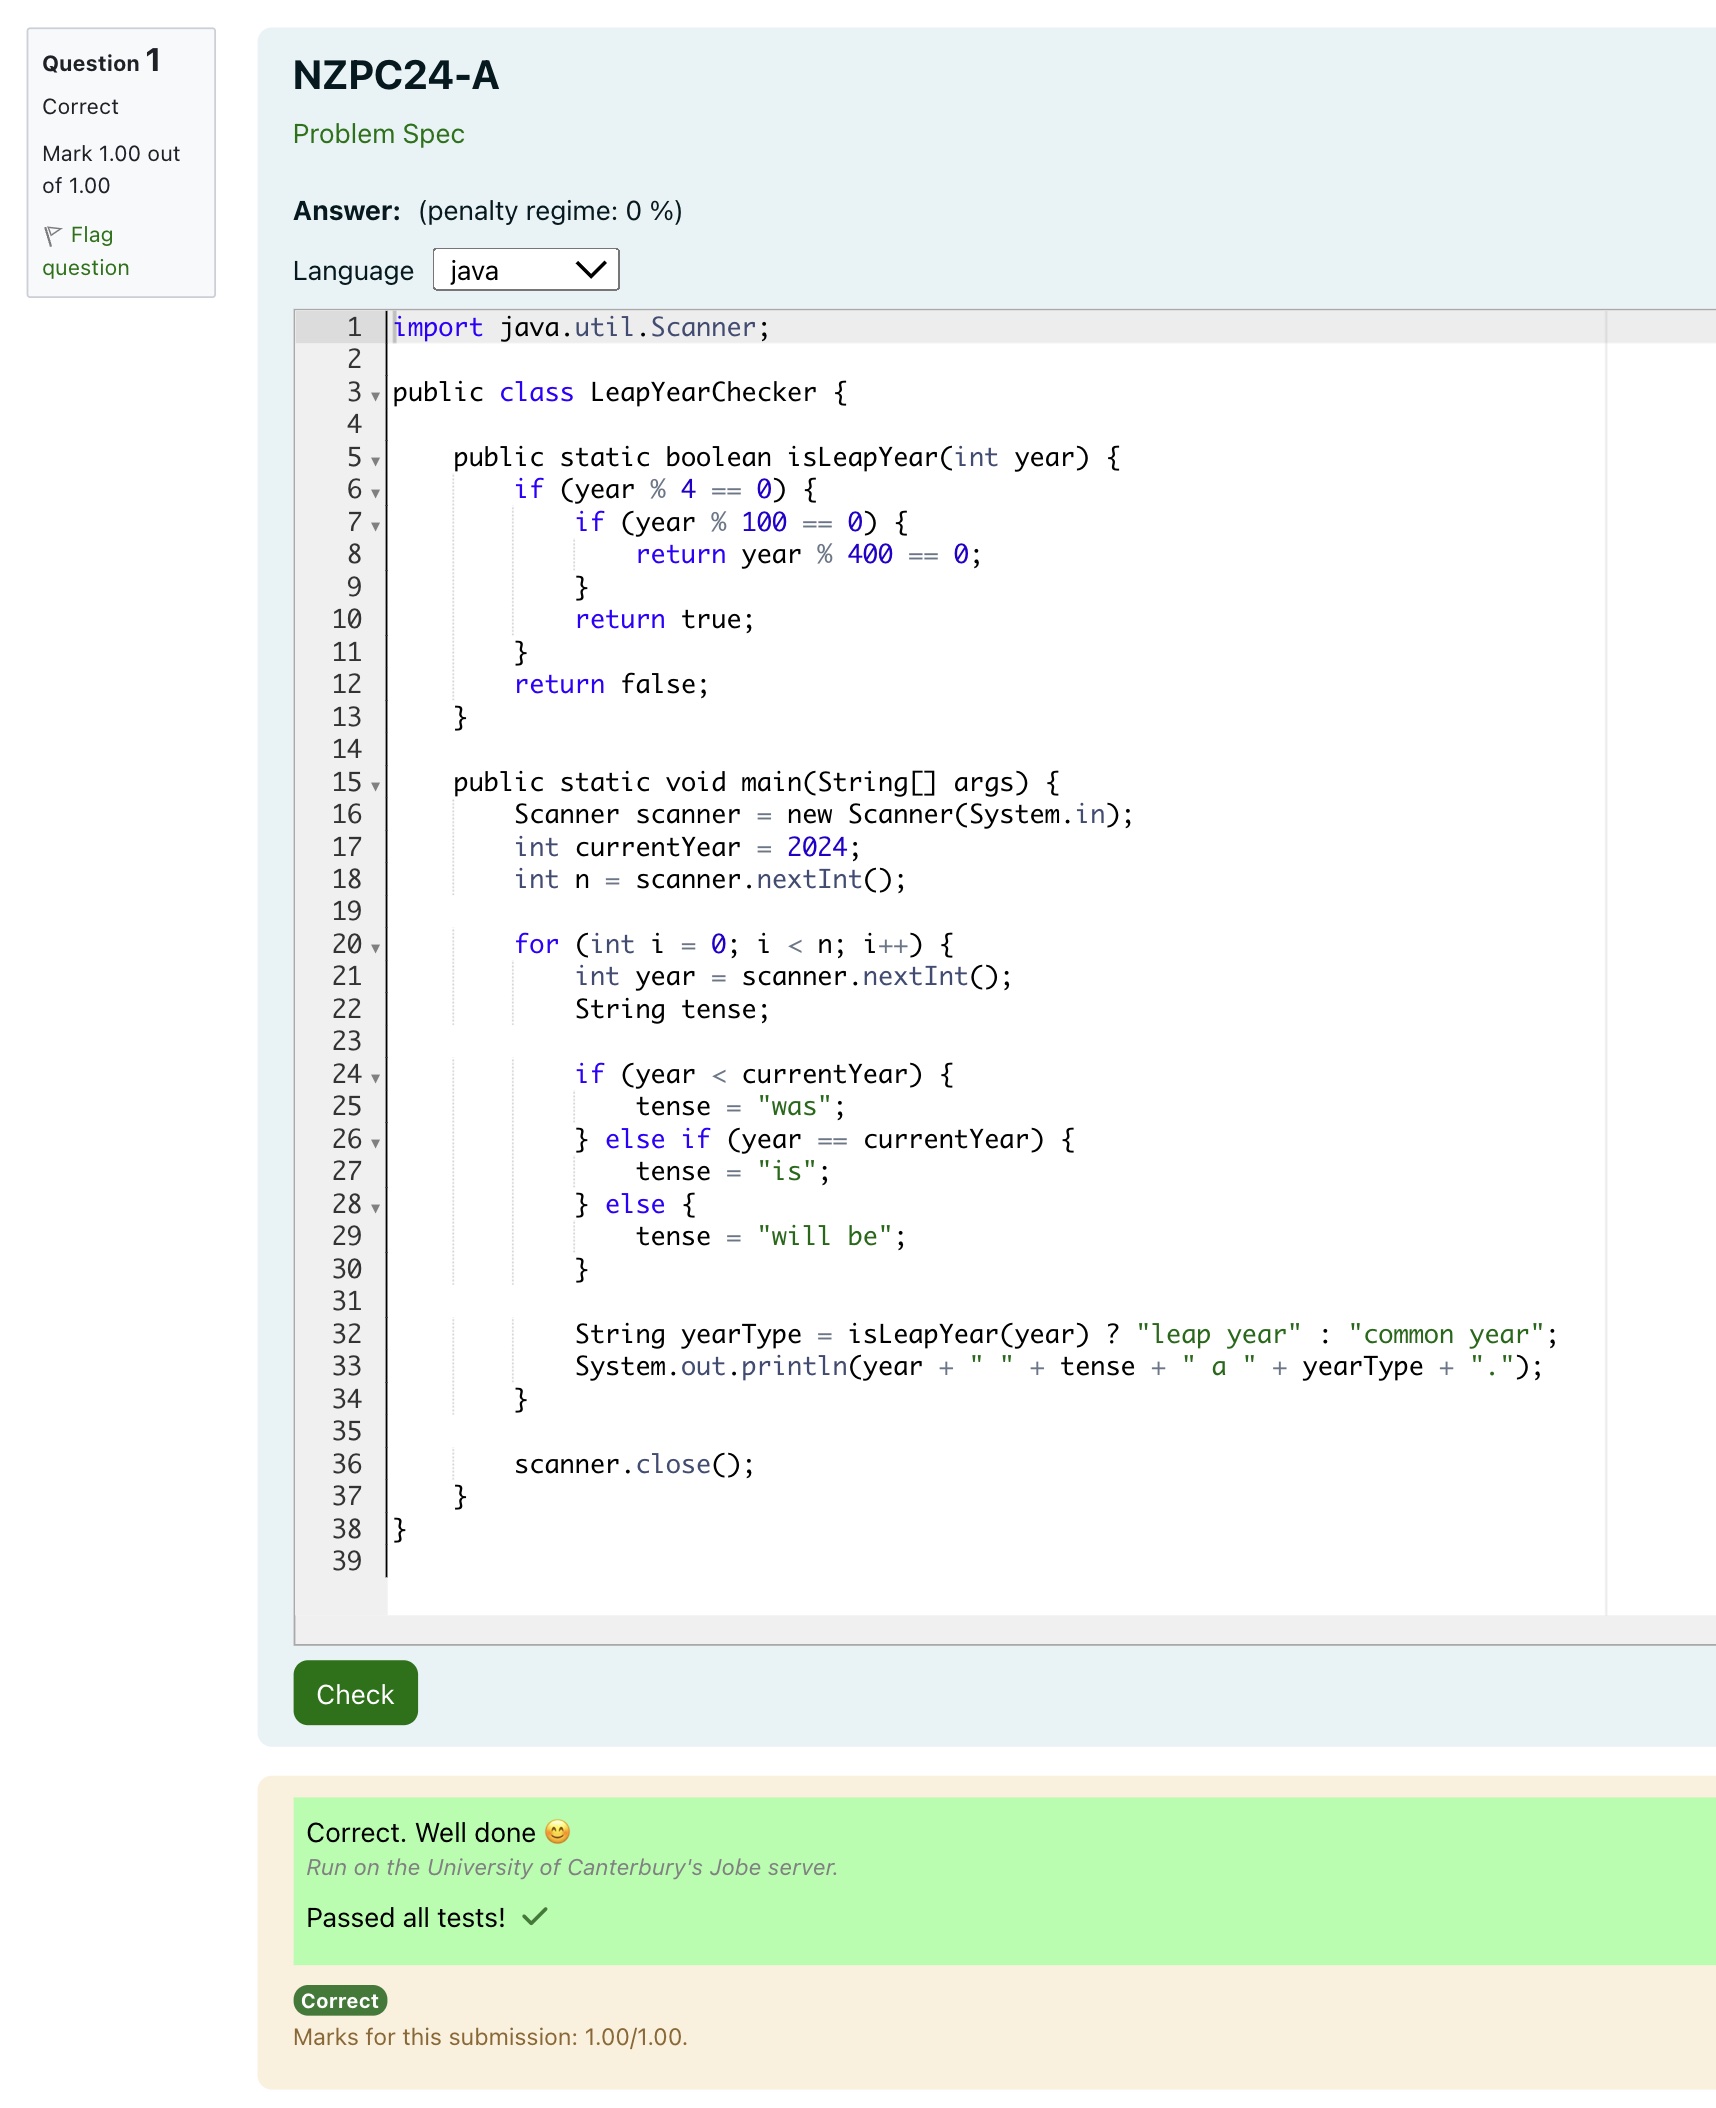 Question 1
Correct
Mark 1.00 out
of 1.00
Flag
question
NZPC24-A
Problem Spec
Answer: (penalty regime: 0 %)
Language java
1 import java.util.Scanner;
2
3 public class LeapYearChecker {
4
5     public static boolean isLeapYear(int year) {
6         if (year % 4 == 0) {
7             if (year % 100 == 0) {
8                 return year % 400 == 0;
9             }
10             return true;
11         }
12         return false;
13     }
14
15     public static void main(String[] args) {
16         Scanner scanner = new Scanner(System.in);
17         int currentYear = 2024;
18         int n = scanner.nextInt();
19
20         for (int i = 0; i < n; i++) {
21             int year = scanner.nextInt();
22             String tense;
23
24             if (year < currentYear) {
25                 tense = "was";
26             } else if (year == currentYear) {
27                 tense = "is";
28             } else {
29                 tense = "will be";
30             }
31
32             String yearType = isLeapYear(year) ? "leap year" : "common year";
33             System.out.println(year + " " + tense + " a " + yearType + ".");
34         }
35
36         scanner.close();
37     }
38 }
39
Check
Correct. Well done 😊
Run on the University of Canterbury's Jobe server.
Passed all tests! ✓
Correct
Marks for this submission: 1.00/1.00.